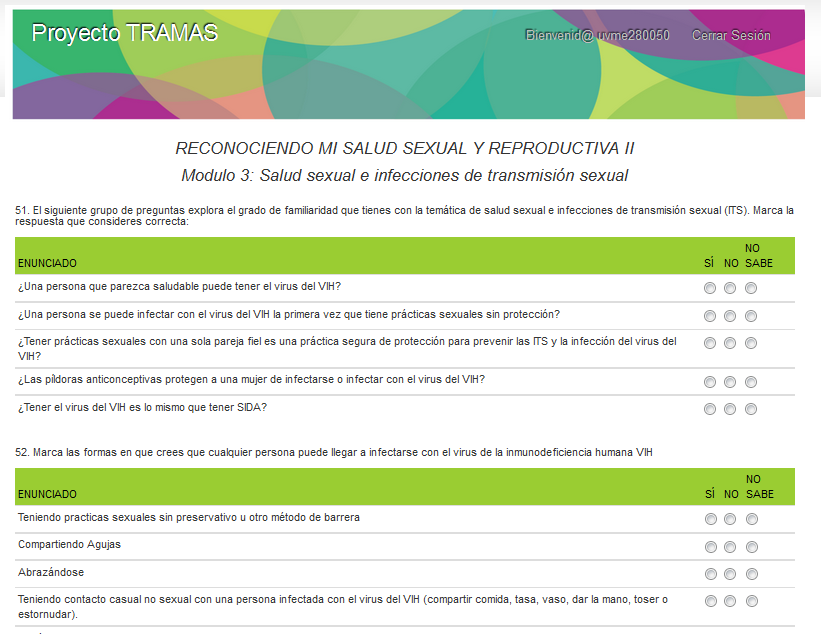 Proyecto TRAMAS
Bienvenid@ uvme280050 Cerrar Sesión
RECONOCIENDO MI SALUD SEXUAL Y REPRODUCTIVA II
Modulo 3: Salud sexual e infecciones de transmisión sexual
51. El siguiente grupo de preguntas explora el grado de familiaridad que tienes con la temática de salud sexual e infecciones de transmisión sexual (ITS). Marca la
respuesta que consideres correcta:
ENUNCIADO SÍ NO NO SABE
¿Una persona que parezca saludable puede tener el virus del VIH?
¿Una persona se puede infectar con el virus del VIH la primera vez que tiene prácticas sexuales sin protección?
¿Tener prácticas sexuales con una sola pareja fiel es una práctica segura de protección para prevenir las ITS y la infección del virus del
VIH?
¿Las píldoras anticonceptivas protegen a una mujer de infectarse o infectar con el virus del VIH?
¿Tener el virus del VIH es lo mismo que tener SIDA?
52. Marca las formas en que crees que cualquier persona puede llegar a infectarse con el virus de la inmunodeficiencia humana VIH
ENUNCIADO SÍ NO NO SABE
Teniendo practicas sexuales sin preservativo u otro método de barrera
Compartiendo Agujas
Abrazándose
Teniendo contacto casual no sexual con una persona infectada con el virus del VIH (compartir comida, tasa, vaso, dar la mano, toser o
estornudar).